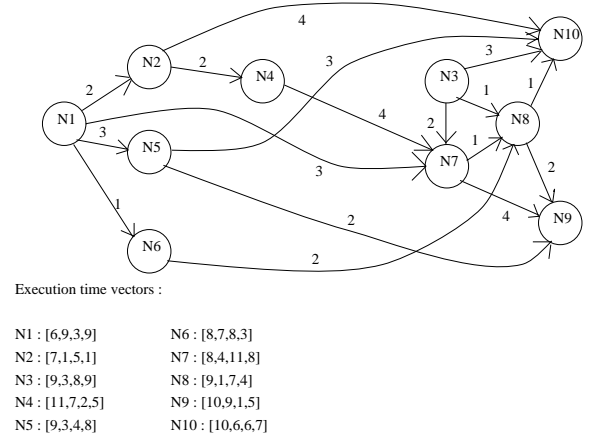 4
N10
N2
2
3
3
N4
N3
1
1
2
4
N1
N8
3
2
1
N5
N7
3
2
4
2
N9
1
N6
2
Execution time vectors :
N1 : [6,9,3,9] N6 : [8,7,8,3]
N2 : [7,1,5,1] N7 : [8,4,11,8]
N3 : [9,3,8,9] N8 : [9,1,7,4]
N4 : [11,7,2,5] N9 : [10,9,1,5]
N5 : [9,3,4,8] N10 : [10,6,6,7]